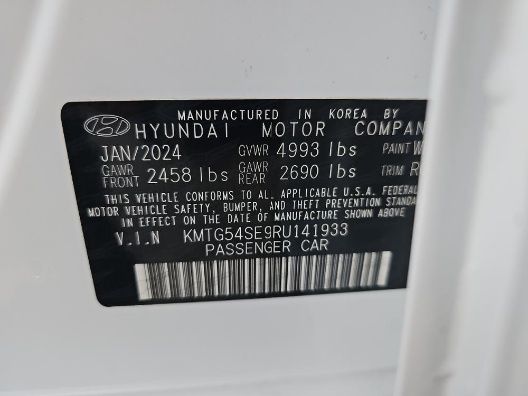 MANUFACTURED IN KOREA BY
HYUNDAI MOTOR COMPAN
JAN/2024 GVWR 4993 lbs PAINT W
GAWR FRONT 2458 lbs GAWR REAR 2690 lbs TRIM R
THIS VEHICLE CONFORMS TO ALL APPLICABLE U.S.A. FEDERAL
MOTOR VEHICLE SAFETY, BUMPER, AND THEFT PREVENTION STANDAR
IN EFFECT ON THE DATE OF MANUFACTURE SHOWN ABOVE
V.I.N KMTG54SE9RU141933
PASSENGER CAR